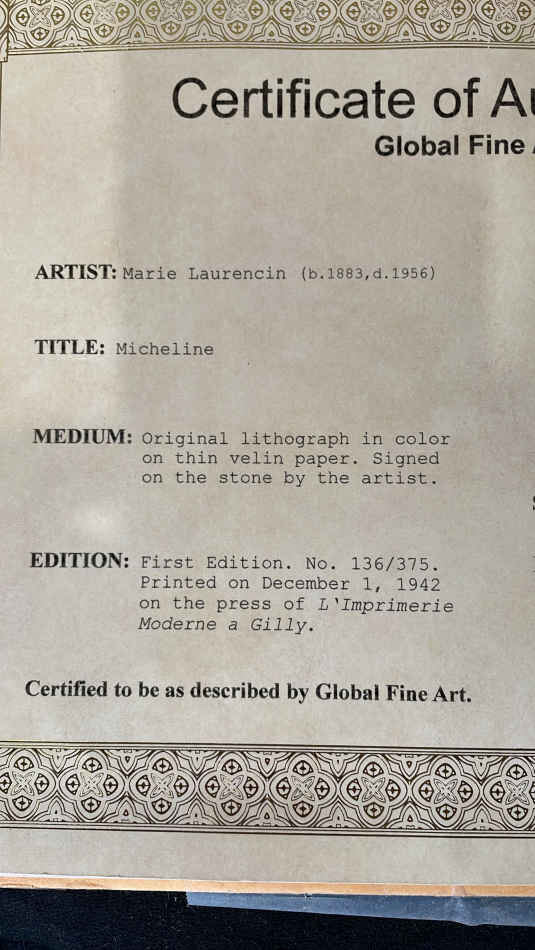 Certificate of Au
Global Fine
ARTIST: Marie Laurencin (b.1883,d.1956)
TITLE: Micheline
MEDIUM: Original lithograph in color
on thin velin paper. Signed
on the stone by the artist.
EDITION: First Edition. No. 136/375.
Printed on December 1, 1942
on the press of L'Imprimerie
Moderne a Gilly.
Certified to be as described by Global Fine Art.